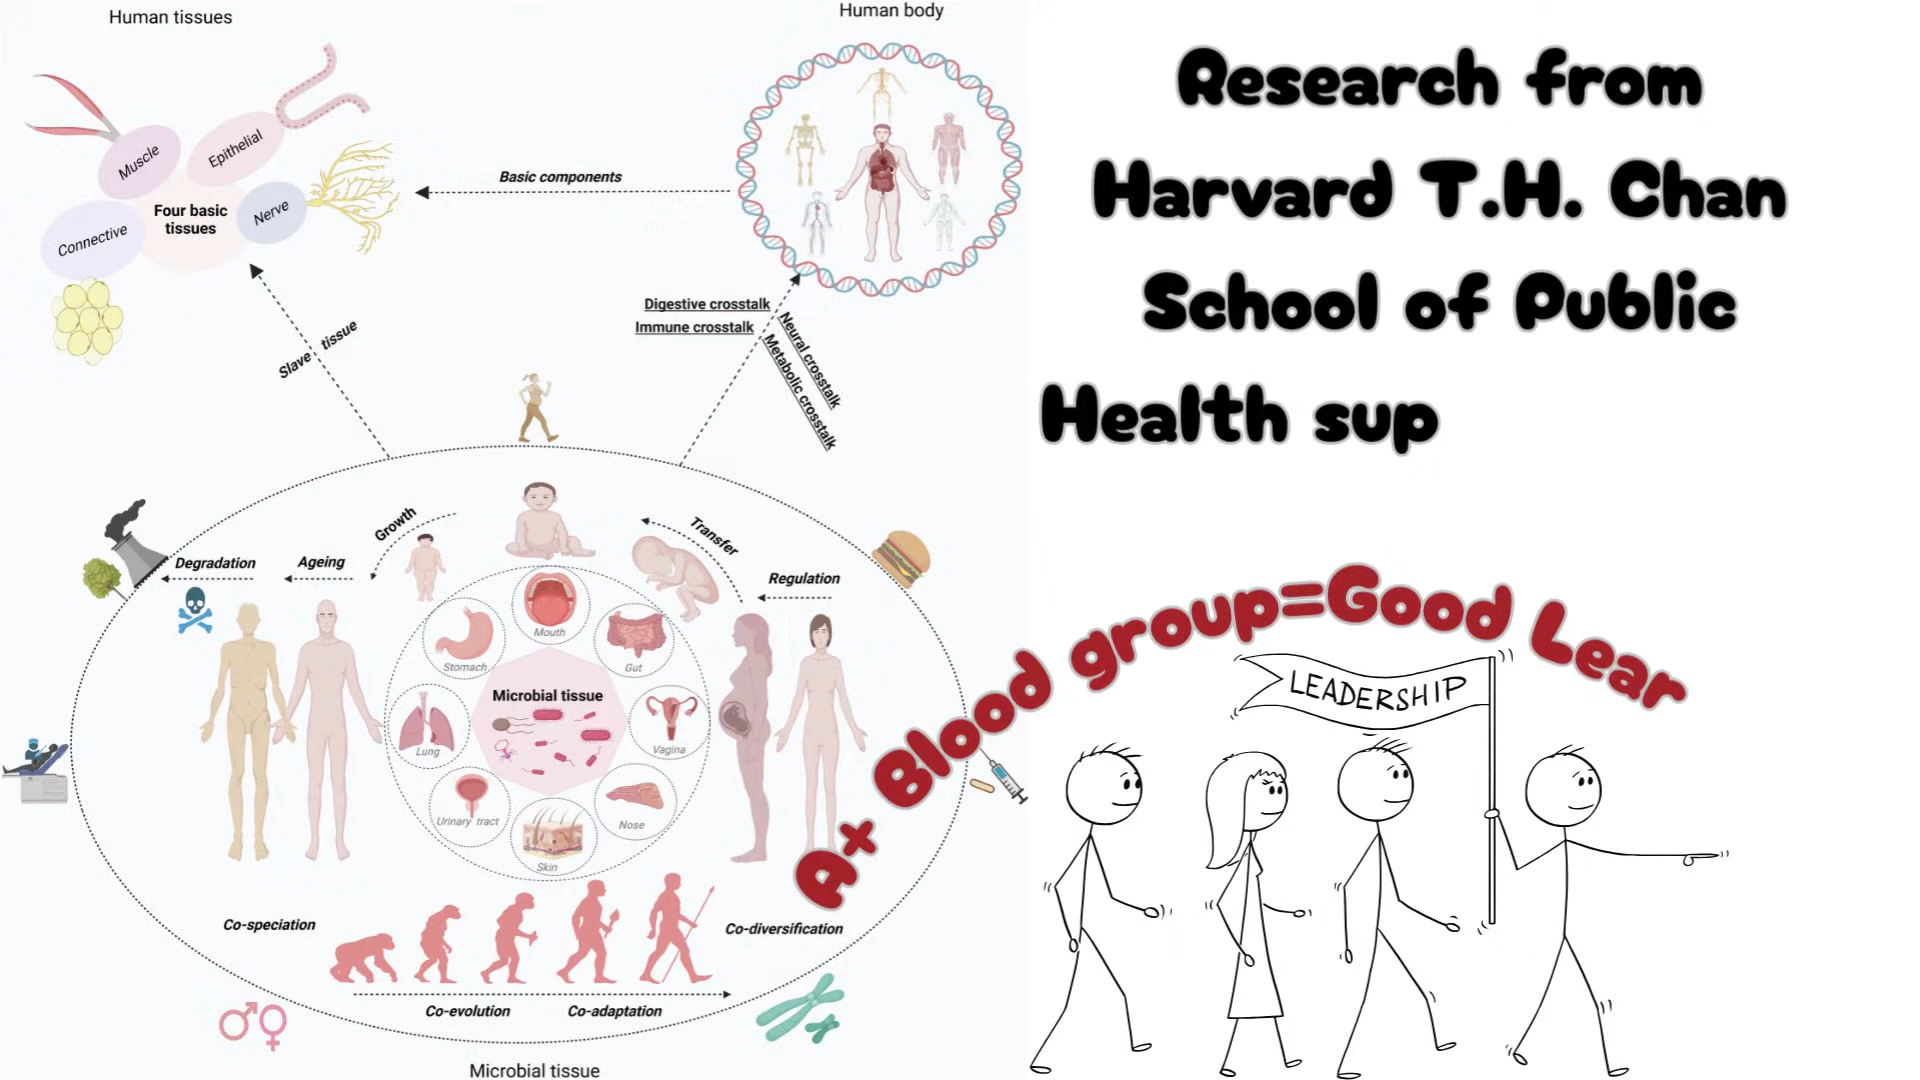 Human tissues
Human body
Research from
Harvard T.H. Chan
School of Public
Health sup
Muscle
Epithelial
Nerve
Connective
Four basic
tissues
Basic components
Slave tissue
Digestive crosstalk
Immune crosstalk
Neural crosstalk
Metabolic crosstalk
Growth
Transfer
Degradation
Ageing
Regulation
Mouth
Stomach
Gut
Microbial tissue
Lung
Vagina
Urinary tract
Nose
Skin
Co-speciation
Co-diversification
Co-evolution
Co-adaptation
Microbial tissue
A+ Blood group=Good Lear
LEADERSHIP